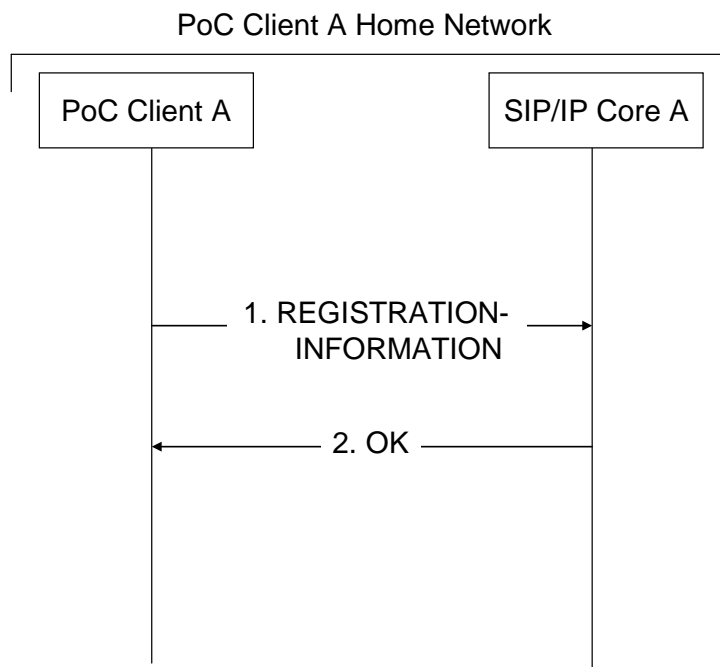 PoC Client A Home Network
PoC Client A
SIP/IP Core A
1. REGISTRATION-
INFORMATION
2. OK